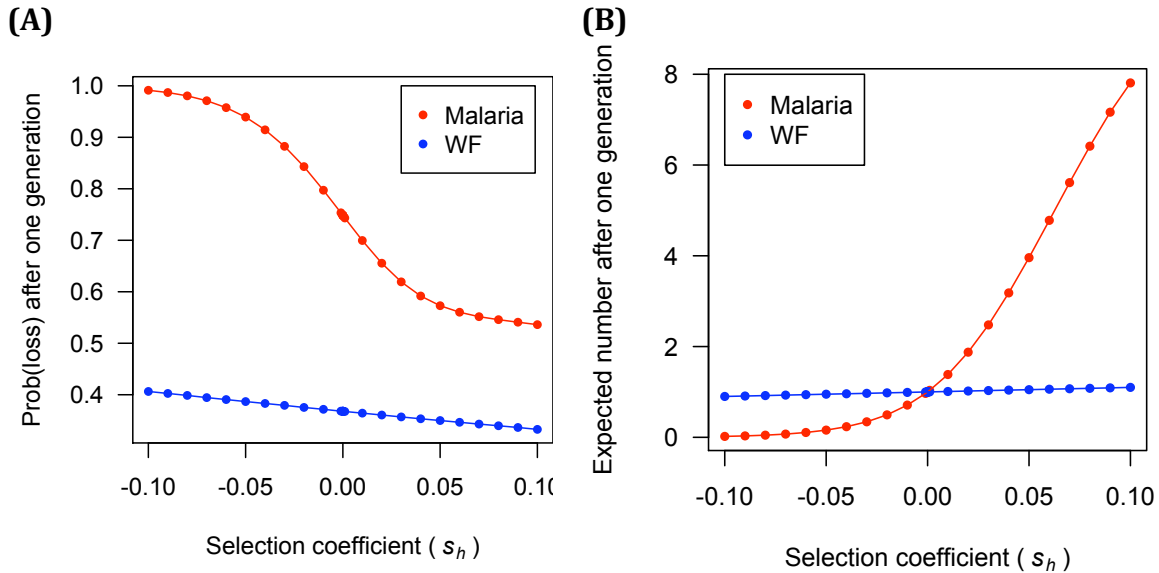 (A)
Prob(loss) after one generation
1.0
0.9
0.8
0.7
0.6
0.5
0.4
Malaria
WF
-0.10
-0.05
0.00
0.05
0.10
Selection coefficient ( s_h )
(B)
Expected number after one generation
8
6
4
2
0
Malaria
WF
-0.10
-0.05
0.00
0.05
0.10
Selection coefficient ( s_h )